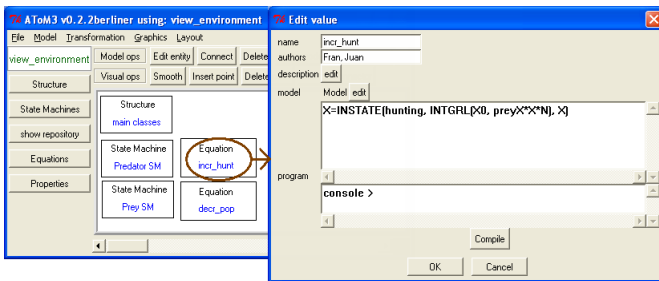 AToM3 v0.2.2berliner using: view_environment
File Model Transformation Graphics Layout
view_environment
Model ops Edit entity Connect Delete
Visual ops Smooth Insert point Delete
Structure
State Machines
show repository
Equations
Properties
Structure
main classes
State Machine
Predator SM
Equation
incr_hunt
State Machine
Prey SM
Equation
decr_pop
Edit value
name incr_hunt
authors Fran, Juan
description edit
model Model edit
X=INSTATE(hunting, INTGRL(X0, preyX*X*N), X)
program
console >
Compile
OK Cancel